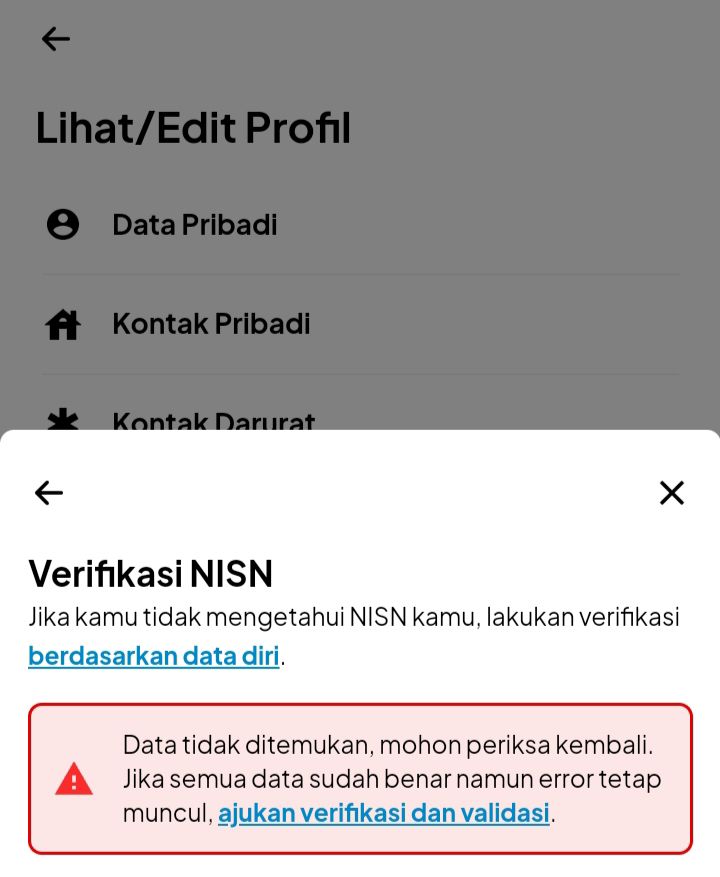 Lihat/Edit Profil
Data Pribadi
Kontak Pribadi
Kontak Darurat
Verifikasi NISN
Jika kamu tidak mengetahui NISN kamu, lakukan verifikasi
berdasarkan data diri.
Data tidak ditemukan, mohon periksa kembali.
Jika semua data sudah benar namun error tetap
muncul, ajukan verifikasi dan validasi.